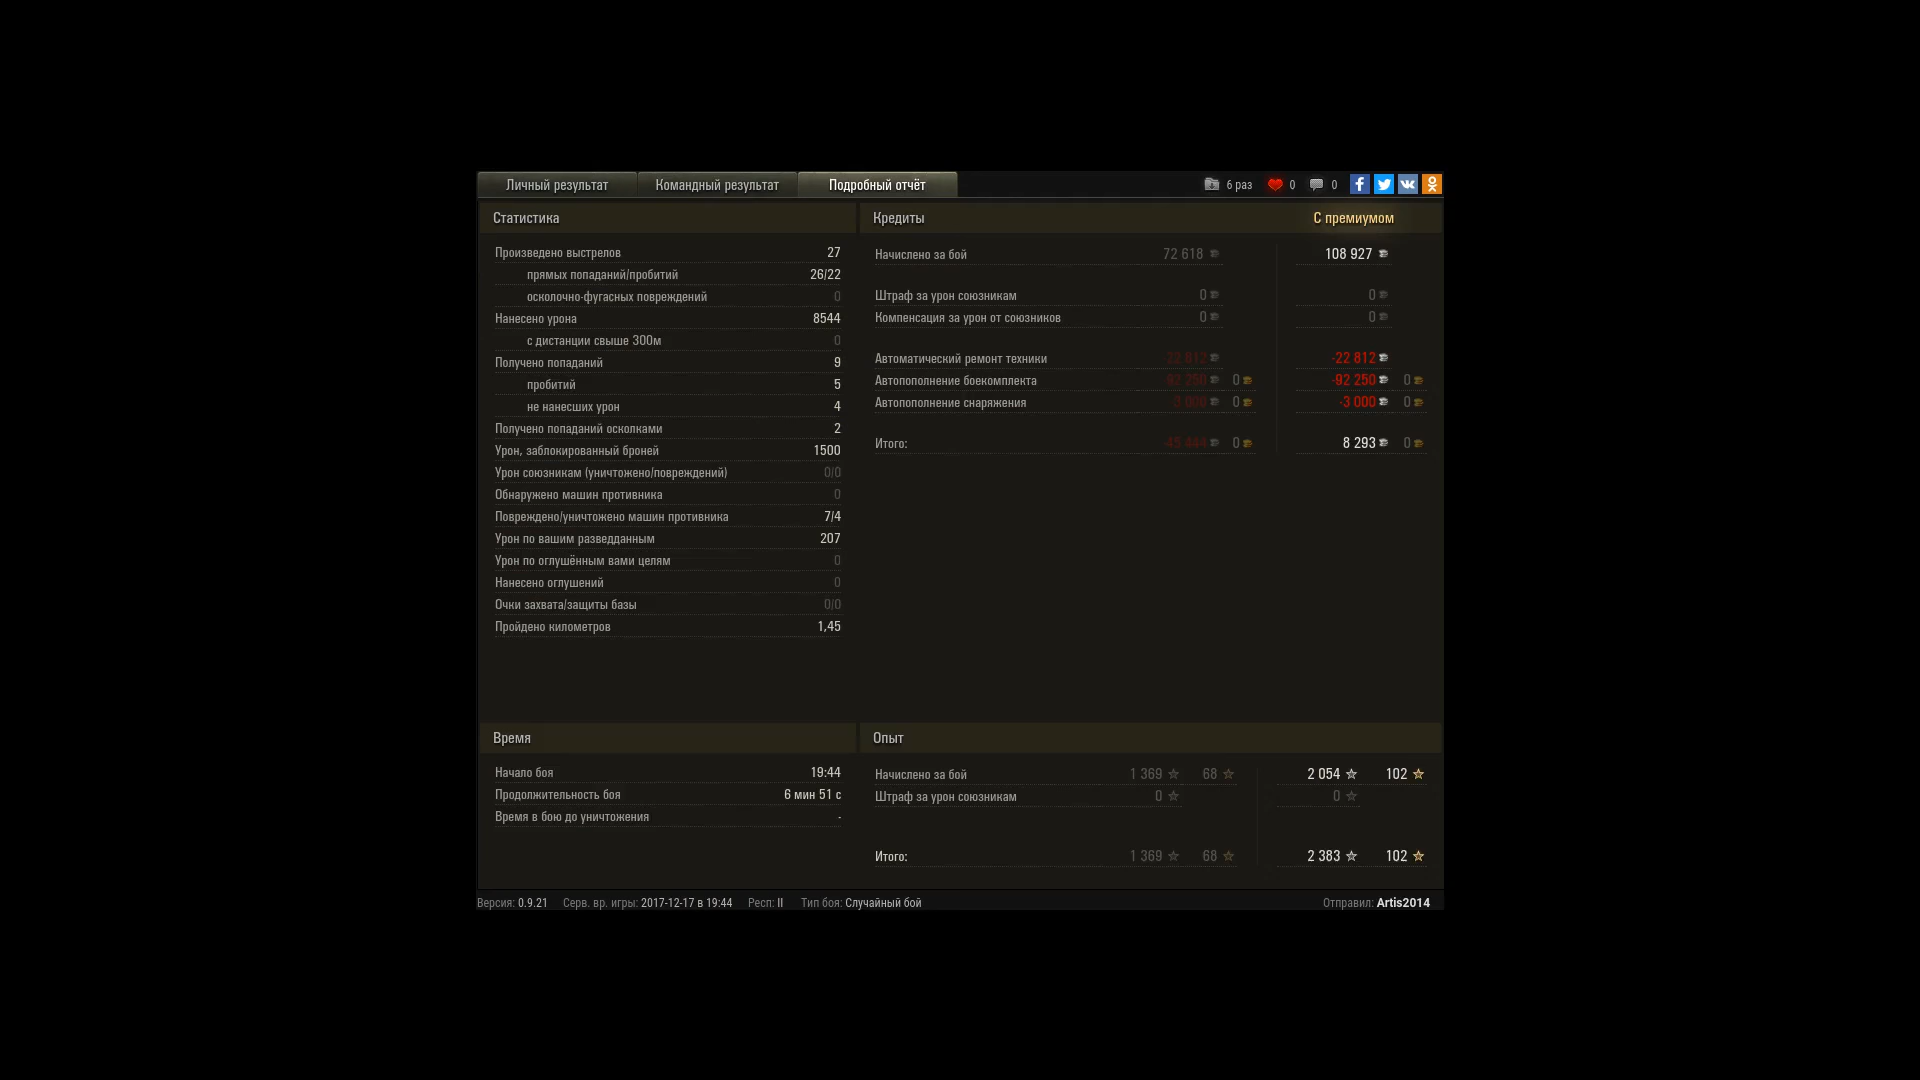 Личный результат Командный результат Подробный отчёт 6 раз 0 0
Статистика
Произведено выстрелов 27
прямых попаданий/пробитий 26/22
осколочно-фугасных повреждений 0
Нанесено урона 8544
с дистанции свыше 300м 0
Получено попаданий 9
пробитий 5
не нанесших урон 4
Получено попаданий осколками 2
Урон, заблокированный броней 1500
Урон союзникам (уничтожено/повреждений) 0/0
Обнаружено машин противника 0
Повреждено/уничтожено машин противника 7/4
Урон по вашим разведданным 207
Урон по оглушённым вами целям 0
Нанесено оглушений 0
Очки захвата/защиты базы 0/0
Пройдено километров 1,45
Кредиты С премиумом
Начислено за бой 72 618 108 927
Штраф за урон союзникам 0 0
Компенсация за урон от союзников 0 0
Автоматический ремонт техники -22 812 -22 812
Автопополнение боекомплекта -92 250 0 -92 250 0
Автопополнение снаряжения -3 000 0 -3 000 0
Итого: -45 444 0 8 293 0
Время
Начало боя 19:44
Продолжительность боя 6 мин 51 с
Время в бою до уничтожения -
Опыт
Начислено за бой 1 369 68 2 054 102
Штраф за урон союзникам 0 0
Итого: 1 369 68 2 383 102
Версия: 0.9.21 Серв. вр. игры: 2017-12-17 в 19:44 Респ: II Тип боя: Случайный бой Отправил: Artis2014